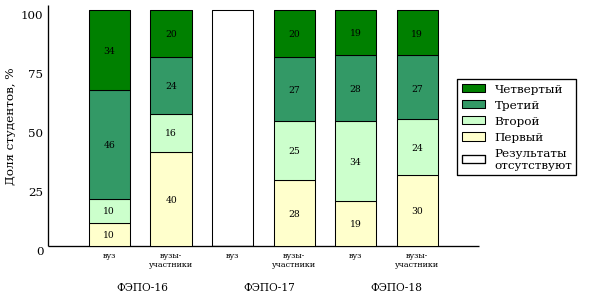 100
75
50
25
0
Доля студентов, %
34
46
10
10
20
24
16
40
20
27
25
28
19
28
34
19
19
27
24
30
вуз
вузы-
участники
вуз
вузы-
участники
вуз
вузы-
участники
ФЭПО-16
ФЭПО-17
ФЭПО-18
Четвертый
Третий
Второй
Первый
Результаты
отсутствуют